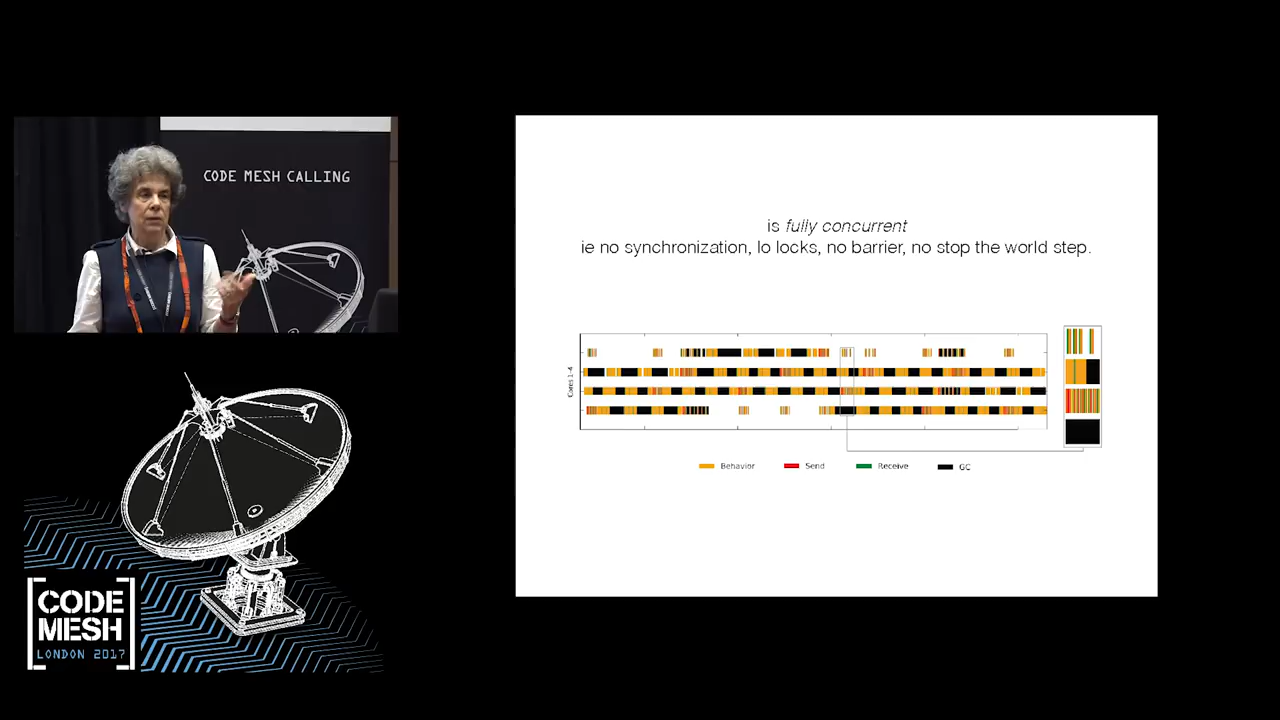 CODE MESH CALLING
is fully concurrent
ie no synchronization, lo locks, no barrier, no stop the world step.
Cores 1-4
Behavior
Send
Receive
GC
CODE
MESH
LONDON 2017